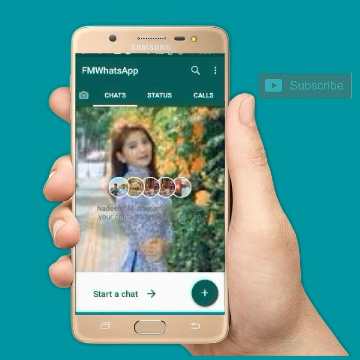 SAMSUNG
FMWhatsApp
Subscribe
CHATS STATUS CALLS
Start a chat